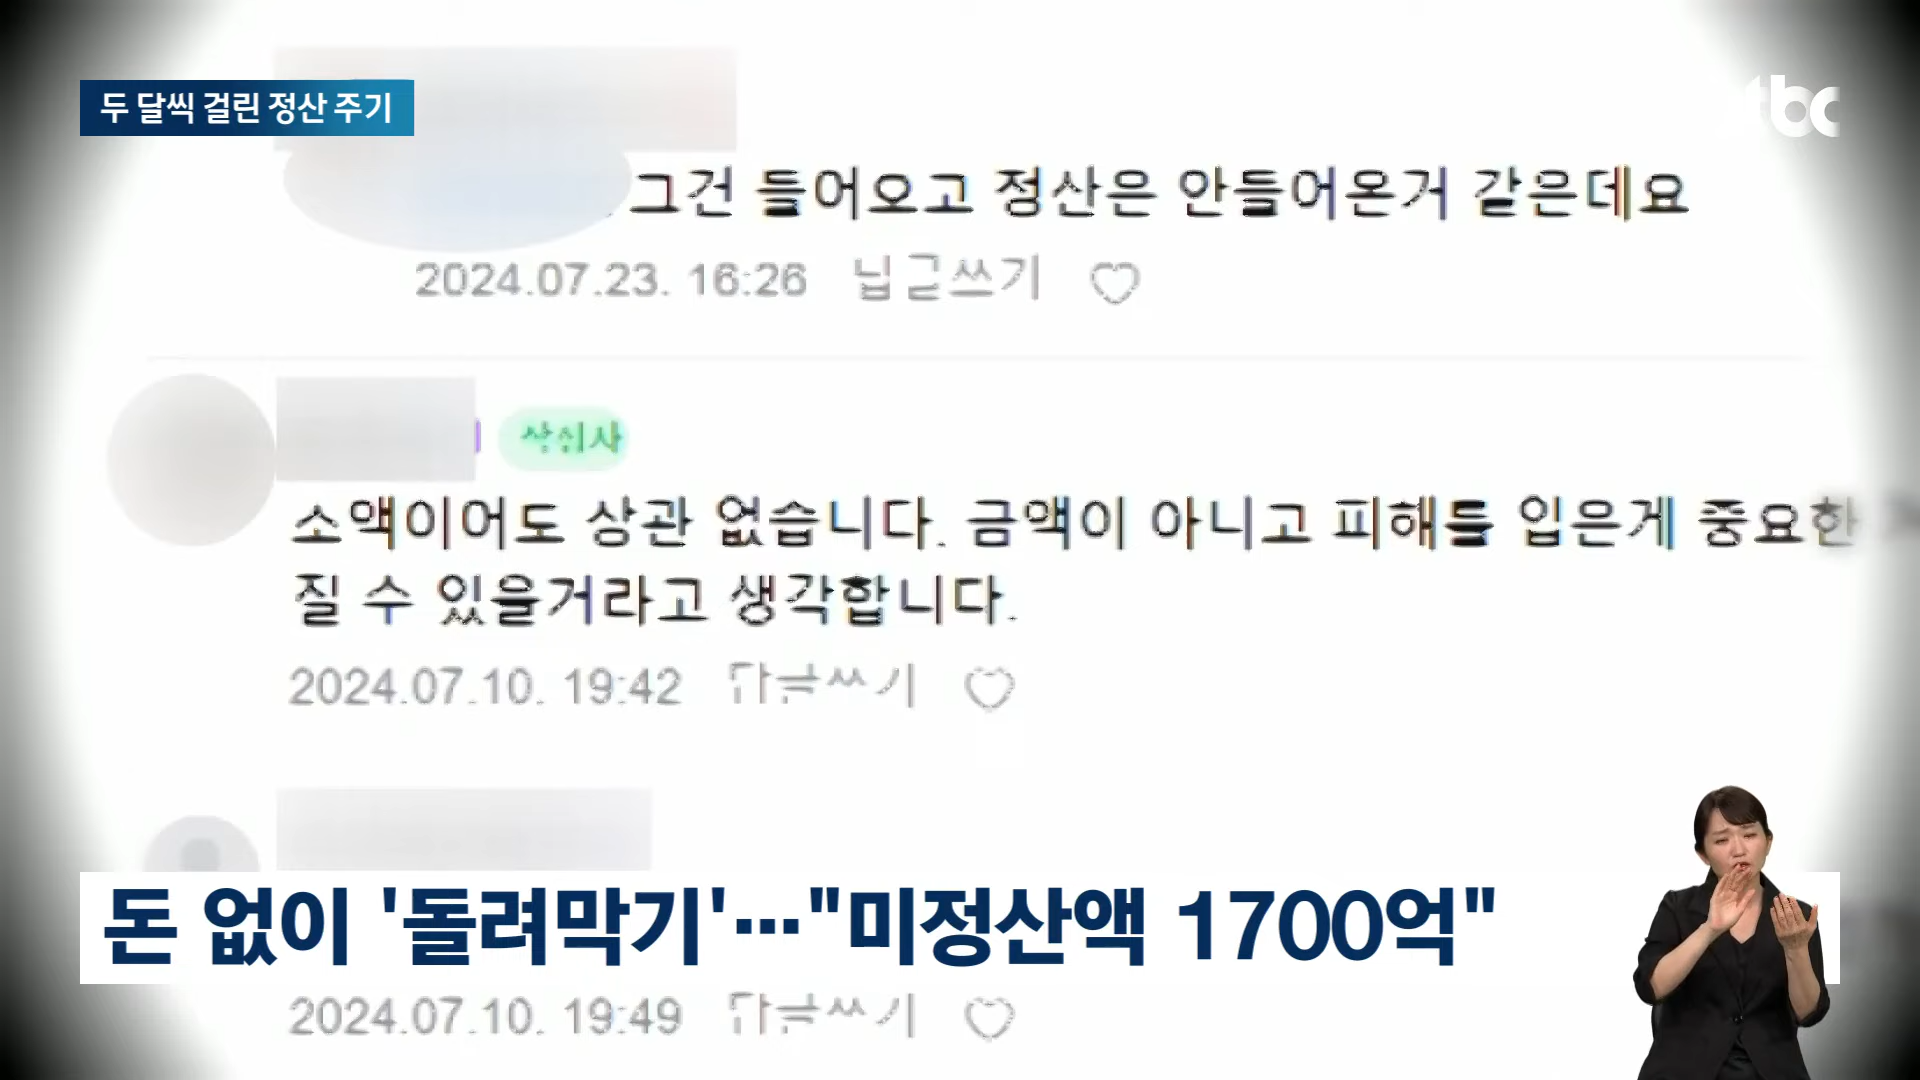 두 달씩 걸린 정산 주기
jtbc
그건 들어오고 정산은 안들어온거 같은데요
2024.07.23. 16:26 답글쓰기
작성자
소액이어도 상관 없습니다. 금액이 아니고 피해를 입은게 중요한
질 수 있을거라고 생각합니다.
2024.07.10. 19:42 답글쓰기
돈 없이 '돌려막기'…"미정산액 1700억"
2024.07.10. 19:49 답글쓰기